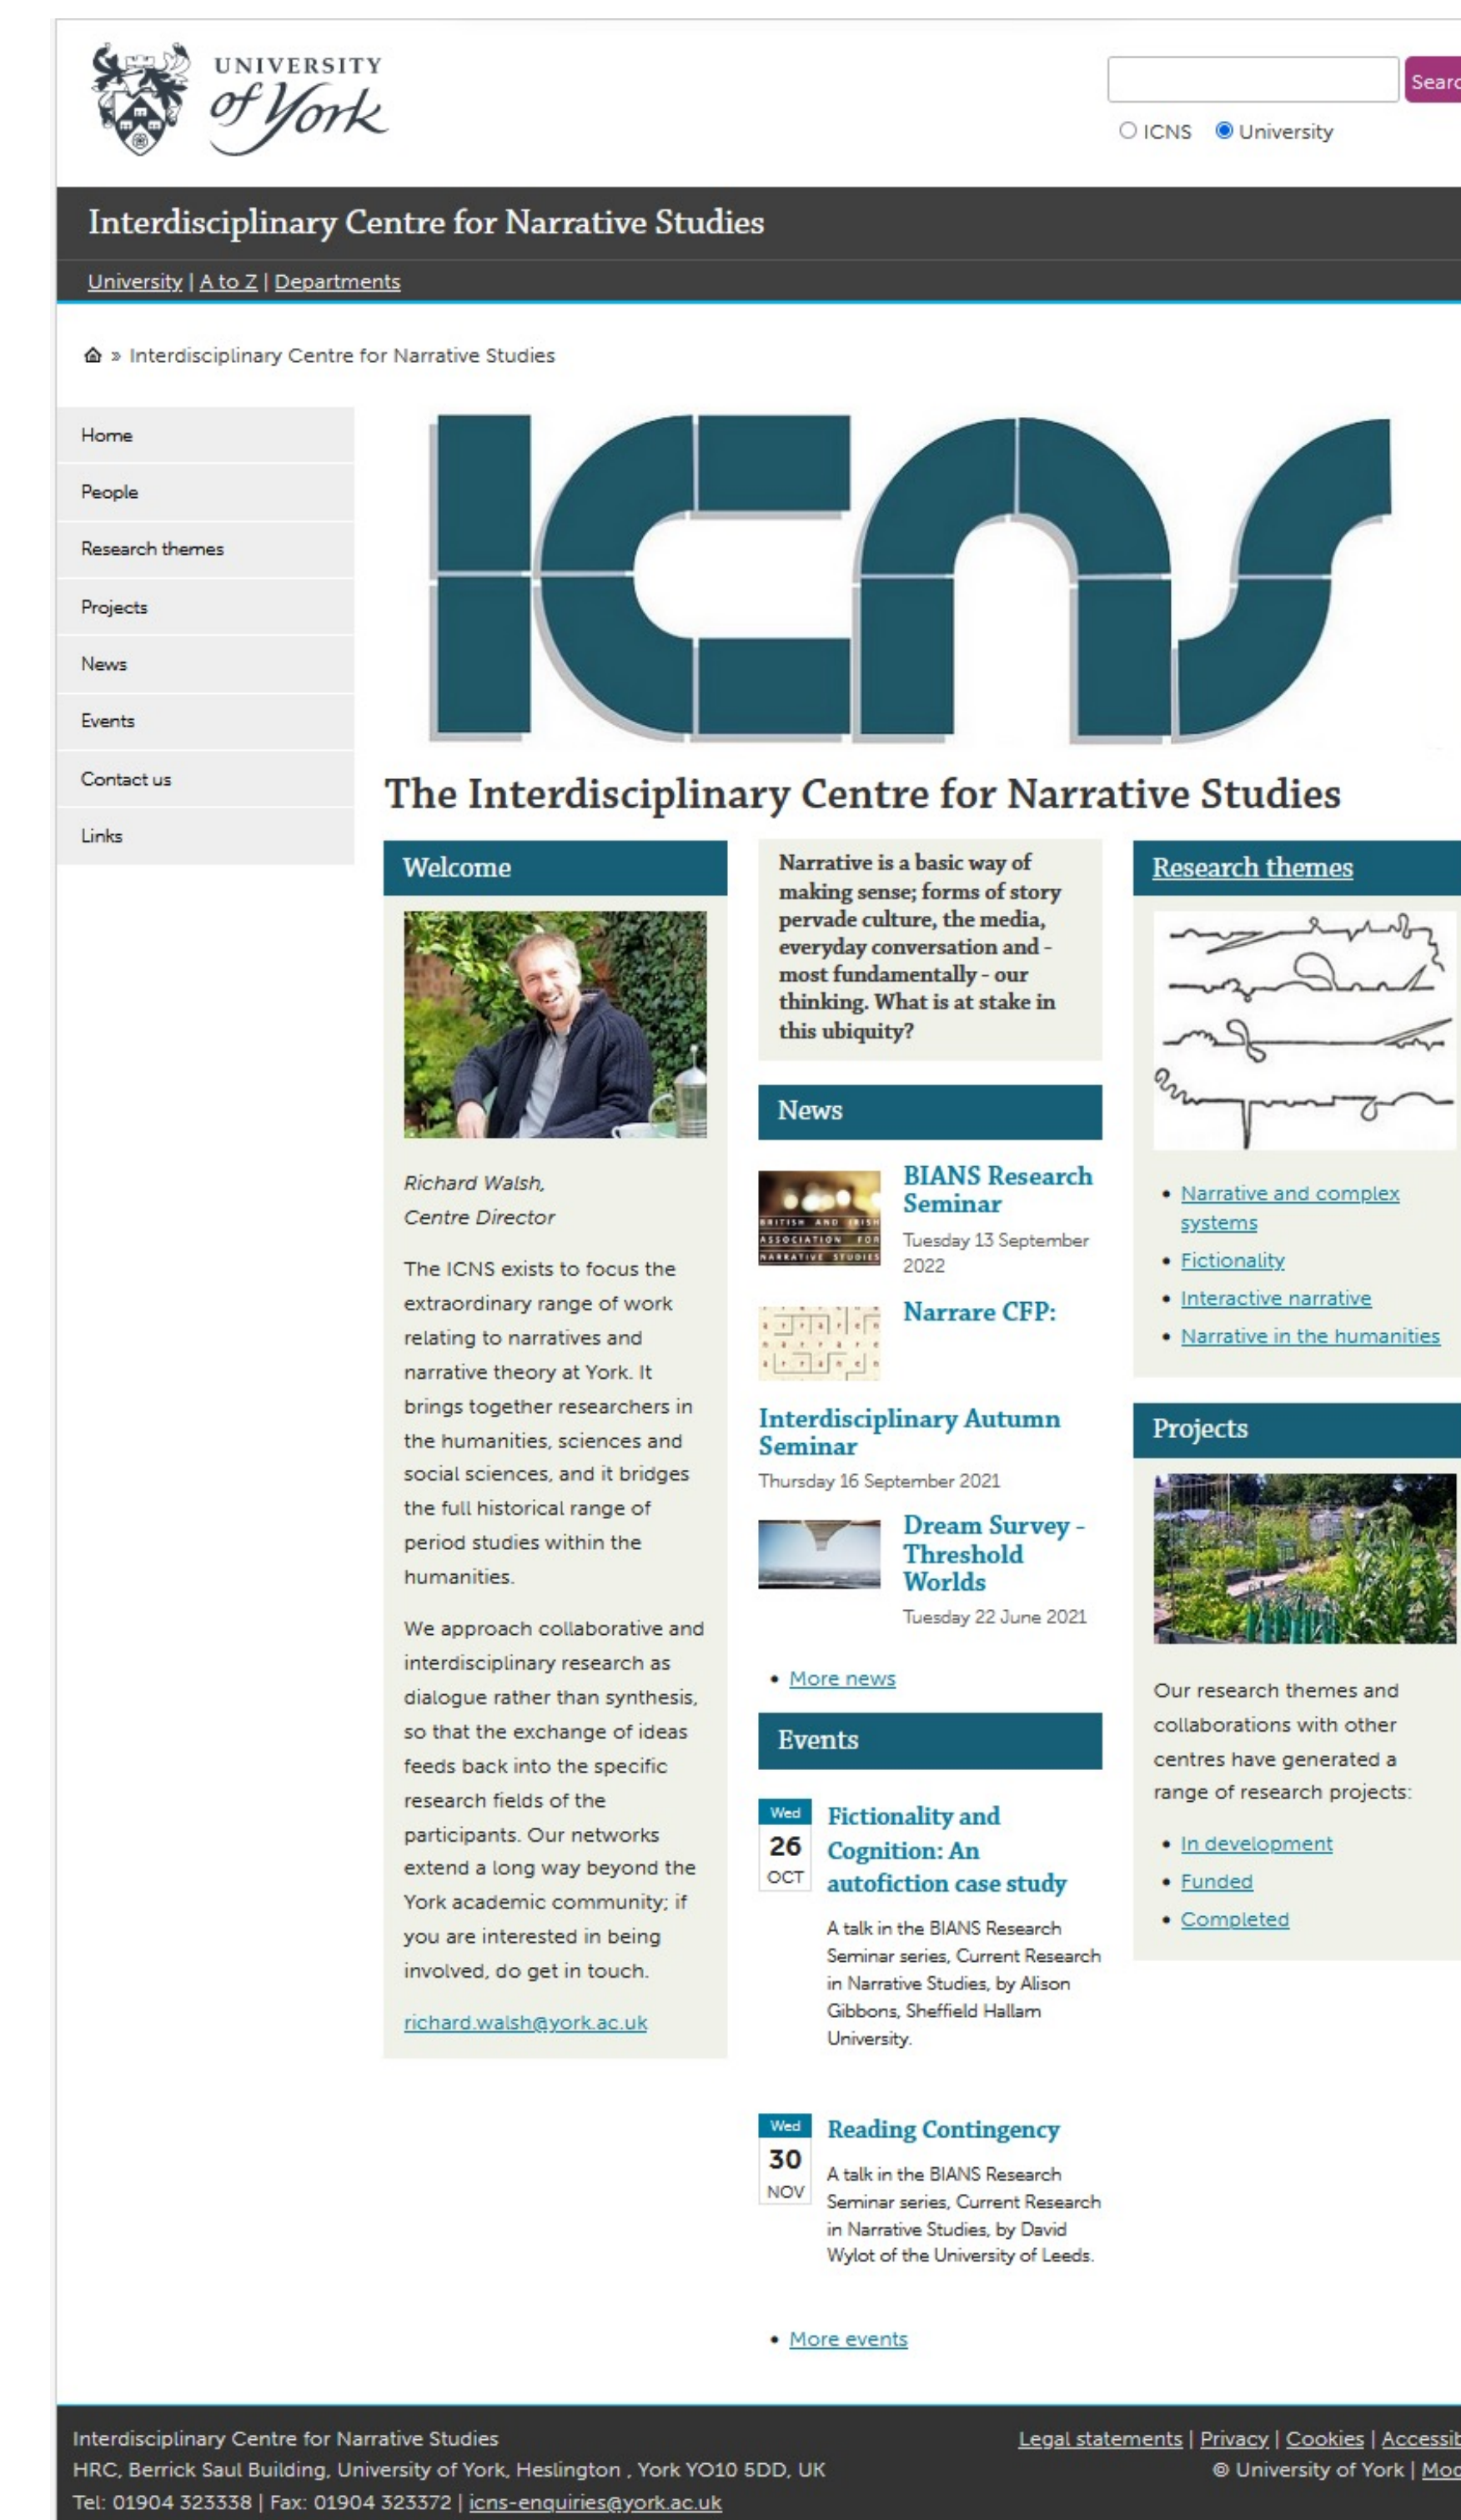 UNIVERSITY
of York
Searc
ICNS University
Interdisciplinary Centre for Narrative Studies
University | A to Z | Departments
» Interdisciplinary Centre for Narrative Studies
Home
People
Research themes
Projects
News
Events
Contact us
Links
ICNS
The Interdisciplinary Centre for Narrative Studies
Welcome
Richard Walsh,
Centre Director
The ICNS exists to focus the
extraordinary range of work
relating to narratives and
narrative theory at York. It
brings together researchers in
the humanities, sciences and
social sciences, and it bridges
the full historical range of
period studies within the
humanities.
We approach collaborative and
interdisciplinary research as
dialogue rather than synthesis,
so that the exchange of ideas
feeds back into the specific
research fields of the
participants. Our networks
extend a long way beyond the
York academic community; if
you are interested in being
involved, do get in touch.
richard.walsh@york.ac.uk
Narrative is a basic way of
making sense; forms of story
pervade culture, the media,
everyday conversation and -
most fundamentally - our
thinking. What is at stake in
this ubiquity?
News
BRITISH AND IRISH
ASSOCIATION FOR
NARRATIVE STUDIES
BIANS Research
Seminar
Tuesday 13 September
2022
Narrare CFP:
Interdisciplinary Autumn
Seminar
Thursday 16 September 2021
Dream Survey -
Threshold
Worlds
Tuesday 22 June 2021
• More news
Events
Wed
26
OCT
Fictionality and
Cognition: An
autofiction case study
A talk in the BIANS Research
Seminar series, Current Research
in Narrative Studies, by Alison
Gibbons, Sheffield Hallam
University.
Wed
30
NOV
Reading Contingency
A talk in the BIANS Research
Seminar series, Current Research
in Narrative Studies, by David
Wylot of the University of Leeds.
• More events
Research themes
• Narrative and complex
systems
• Fictionality
• Interactive narrative
• Narrative in the humanities
Projects
Our research themes and
collaborations with other
centres have generated a
range of research projects:
• In development
• Funded
• Completed
Interdisciplinary Centre for Narrative Studies
HRC, Berrick Saul Building, University of York, Heslington , York YO10 5DD, UK
Tel: 01904 323338 | Fax: 01904 323372 | icns-enquiries@york.ac.uk
Legal statements | Privacy | Cookies | Accessib
© University of York | Mod